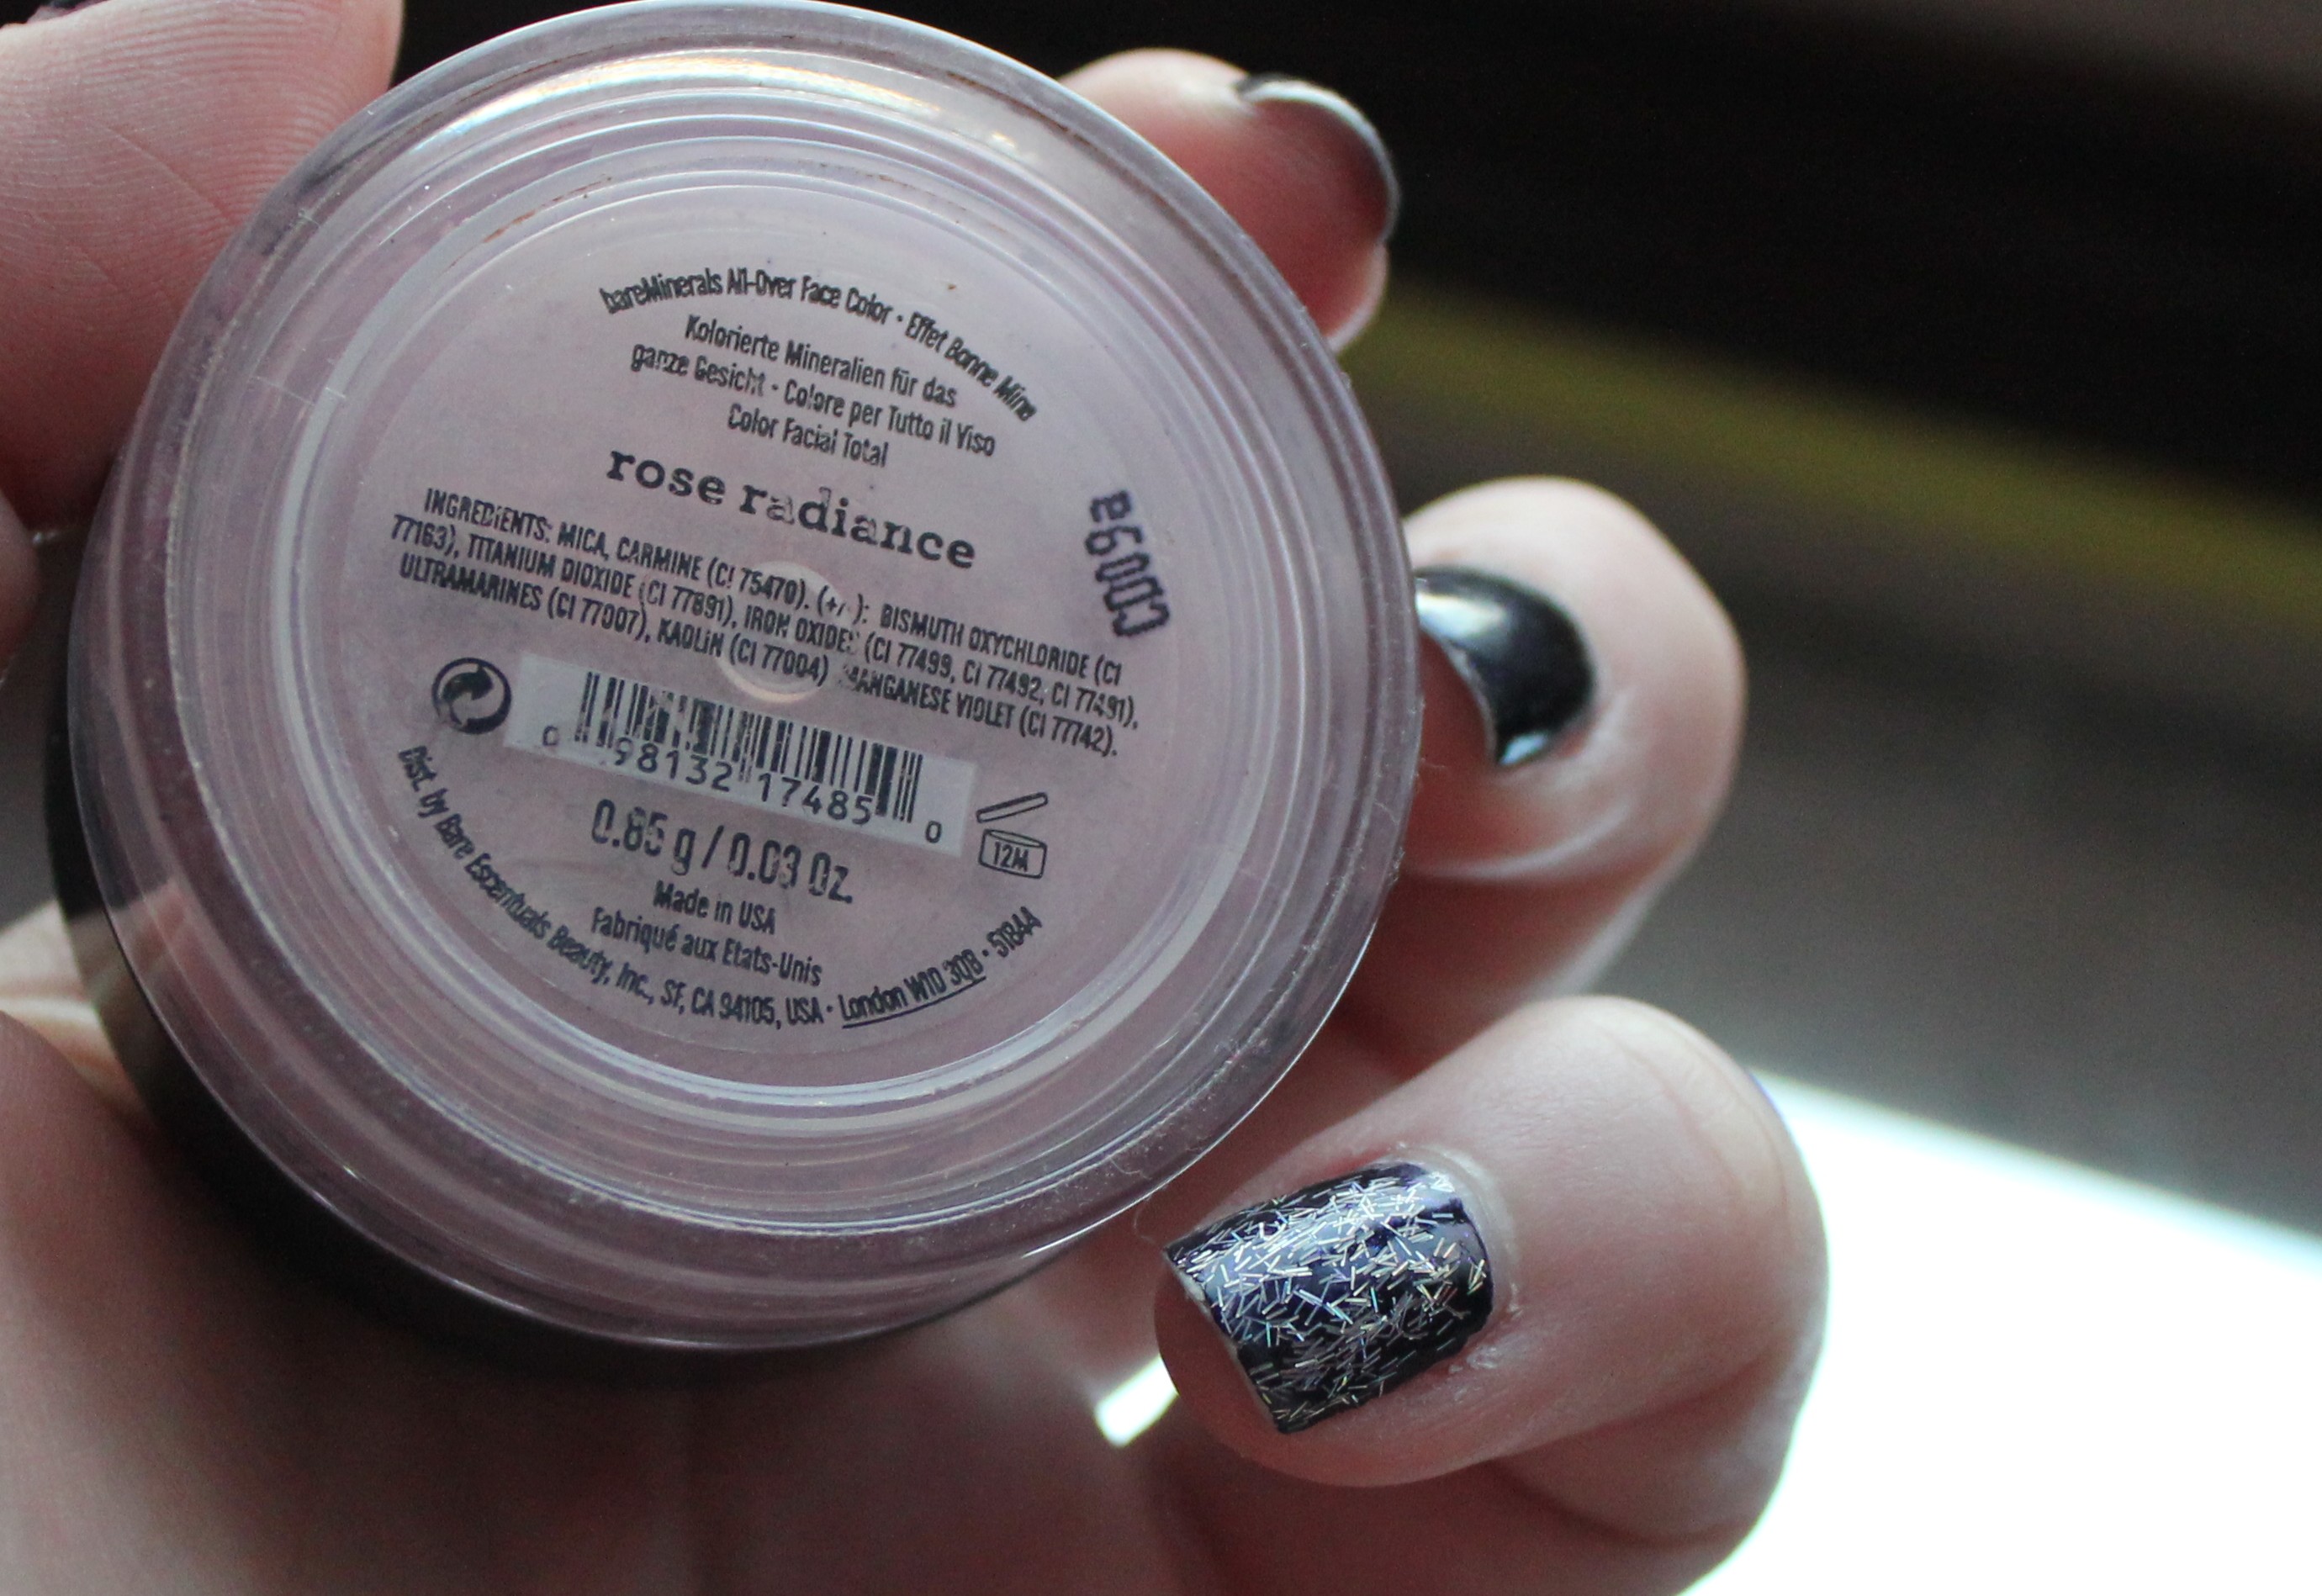 bareMinerals All-Over Face Color • Effet Bonne Mine
Kolorierte Mineralien für das
ganze Gesicht • Colore per Tutto il Viso
Color Facial Total
rose radiance
INGREDIENTS: MICA, CARMINE (CI 75470). (+/ ): BISMUTH OXYCHLORIDE (CI
77163), TITANIUM DIOXIDE (CI 77891), IRON OXIDES (CI 77499, CI 77492, CI 77491),
ULTRAMARINES (CI 77007), KAOLIN (CI 77004) MANGANESE VIOLET (CI 77742).
0 98132 17485 0
12M
0.85 g / 0.03 Oz.
Made in USA
Fabriqué aux Etats-Unis
Dist. by Bare Escentuals Beauty, Inc., SF, CA 94105, USA • London W1D 3QB • 51844